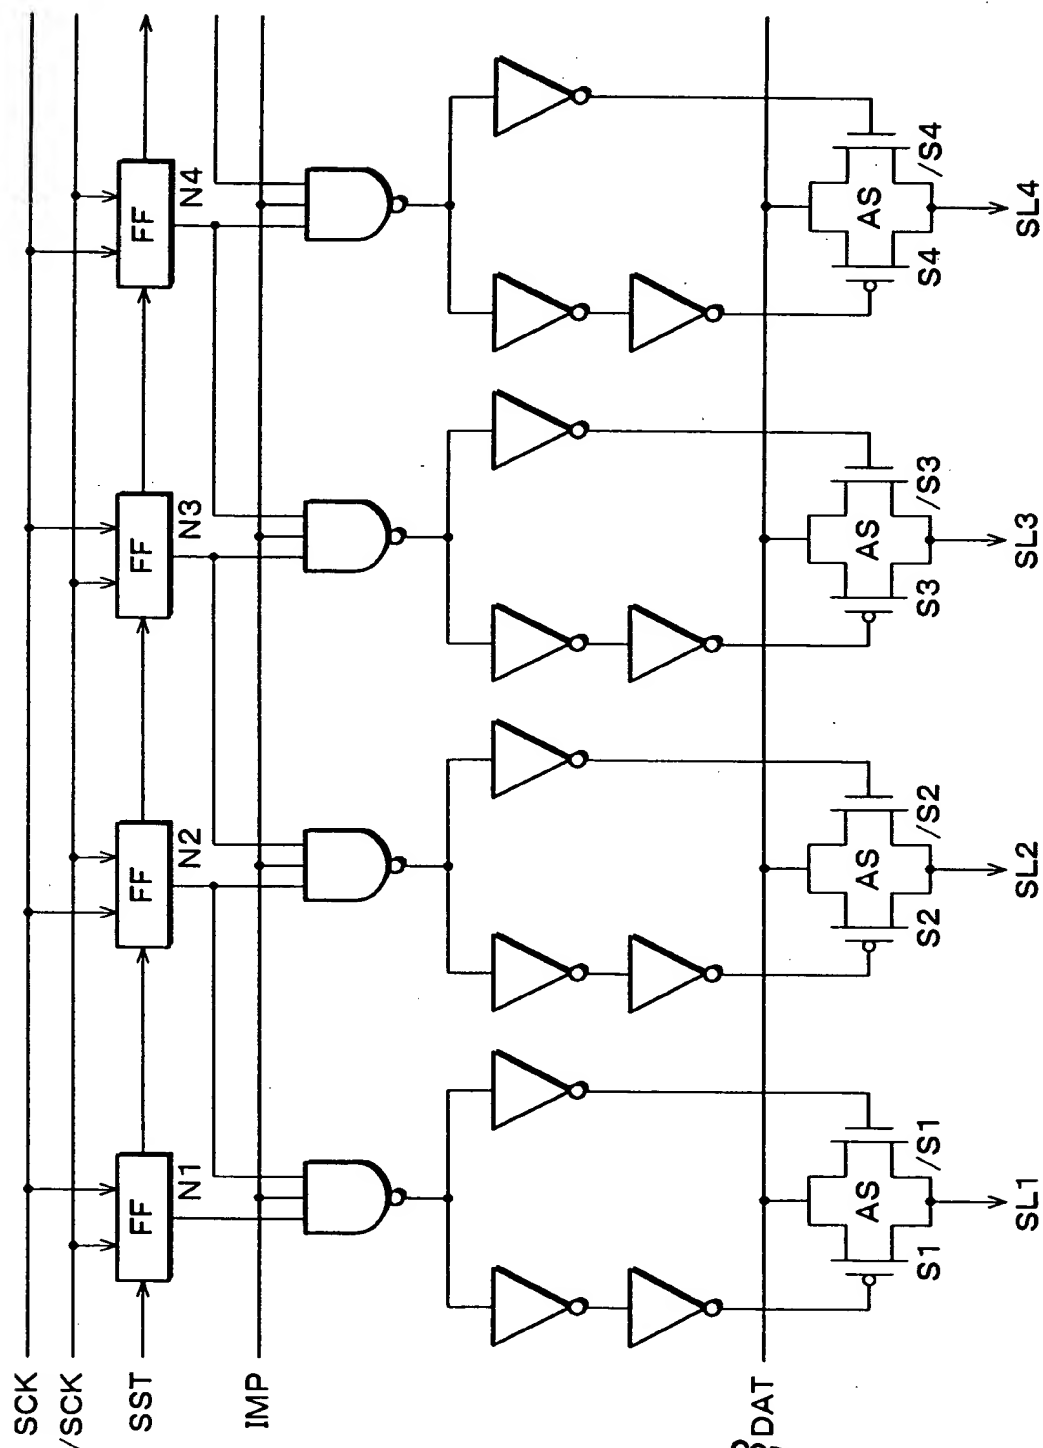 SCK
/SCK
SST
FF
FF
FF
FF
N1
N2
N3
N4
IMP
DAT
AS
AS
AS
AS
S1
/S1
S2
/S2
S3
/S3
S4
/S4
SL1
SL2
SL3
SL4